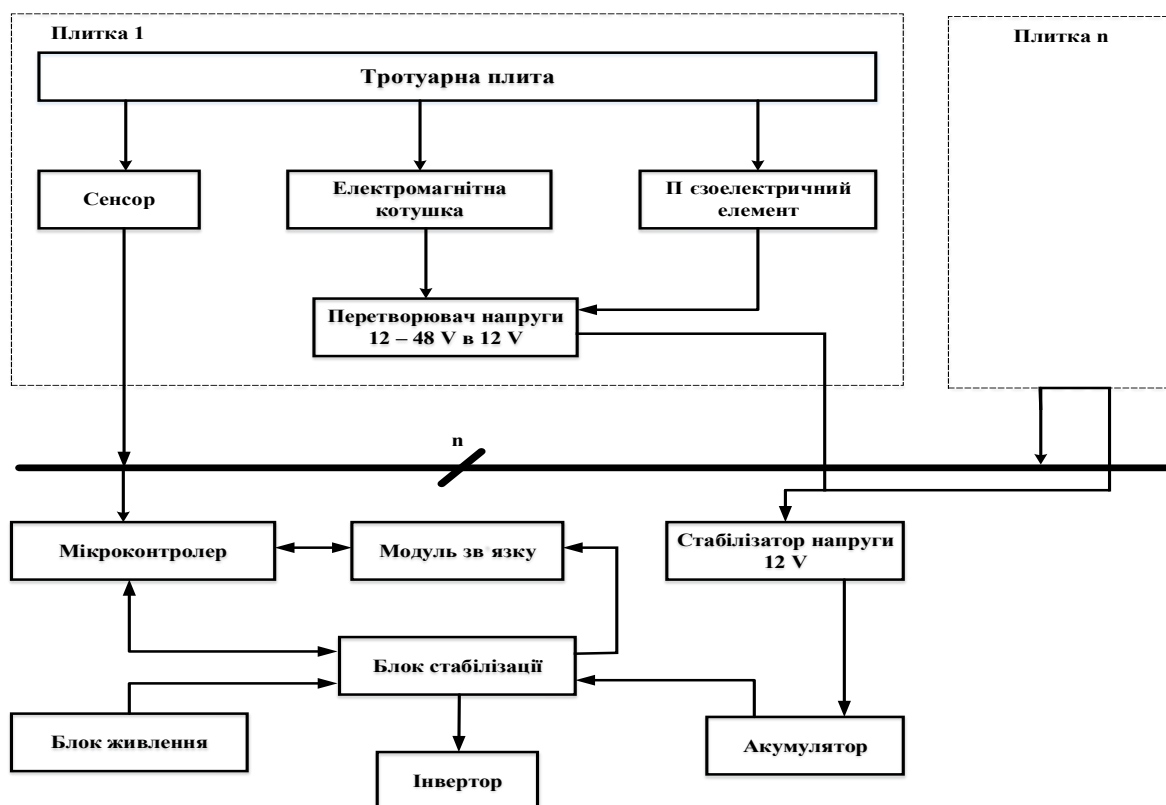 Плитка 1
Плитка n
Тротуарна плита
Сенсор
Електромагнітна
котушка
П єзоелектричний
елемент
Перетворювач напруги
12 – 48 V в 12 V
n
Мікроконтролер
Модуль зв язку
Стабілізатор напруги
12 V
Блок стабілізації
Блок живлення
Інвертор
Акумулятор